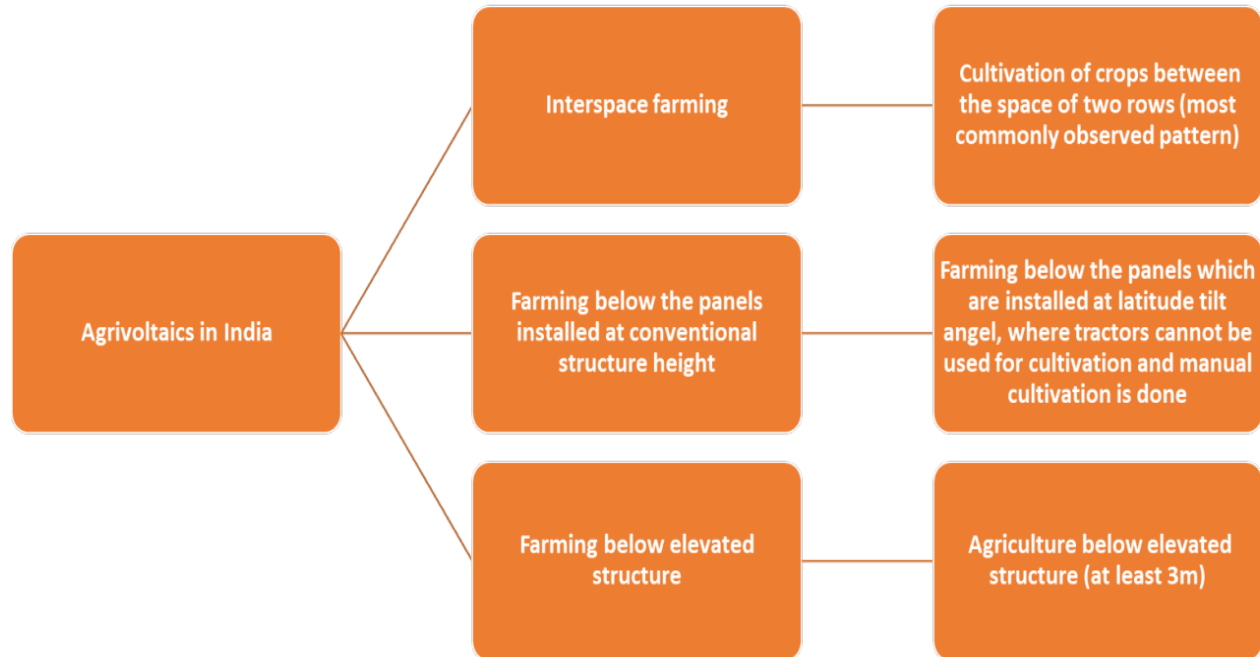 Agrivoltaics in India
Interspace farming
Cultivation of crops between
the space of two rows (most
commonly observed pattern)
Farming below the panels
installed at conventional
structure height
Farming below the panels which
are installed at latitude tilt
angel, where tractors cannot be
used for cultivation and manual
cultivation is done
Farming below elevated
structure
Agriculture below elevated
structure (at least 3m)